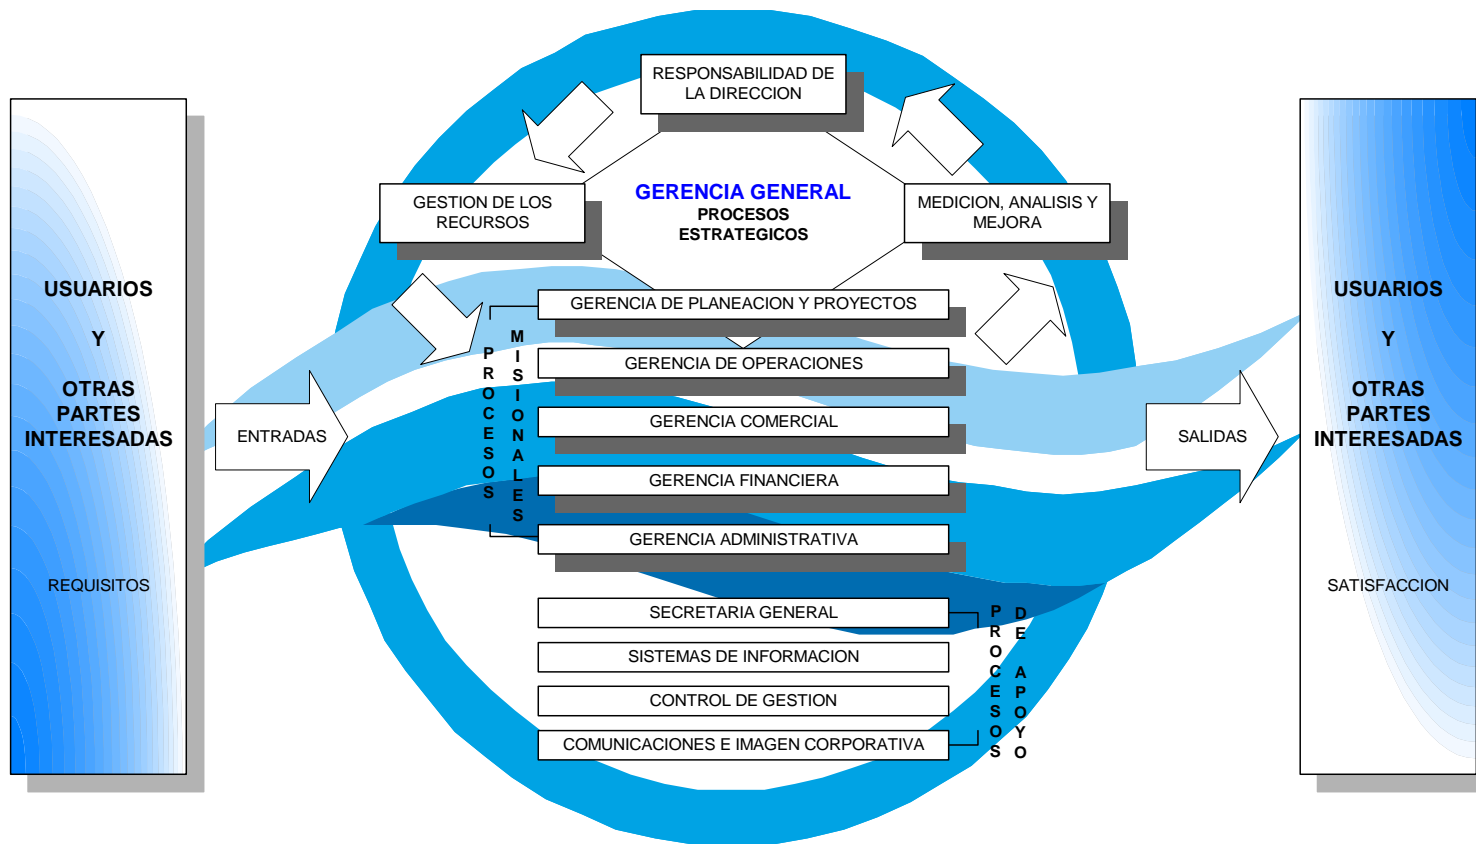 RESPONSABILIDAD DE
LA DIRECCION
GESTION DE LOS
RECURSOS
GERENCIA GENERAL
PROCESOS
ESTRATEGICOS
MEDICION, ANALISIS Y
MEJORA
USUARIOS
Y
OTRAS
PARTES
INTERESADAS
REQUISITOS
ENTRADAS
PROCESOS
MISIONALES
GERENCIA DE PLANEACION Y PROYECTOS
GERENCIA DE OPERACIONES
GERENCIA COMERCIAL
GERENCIA FINANCIERA
GERENCIA ADMINISTRATIVA
SECRETARIA GENERAL
SISTEMAS DE INFORMACION
CONTROL DE GESTION
COMUNICACIONES E IMAGEN CORPORATIVA
PROCESOS
DE APOYO
SALIDAS
USUARIOS
Y
OTRAS
PARTES
INTERESADAS
SATISFACCION